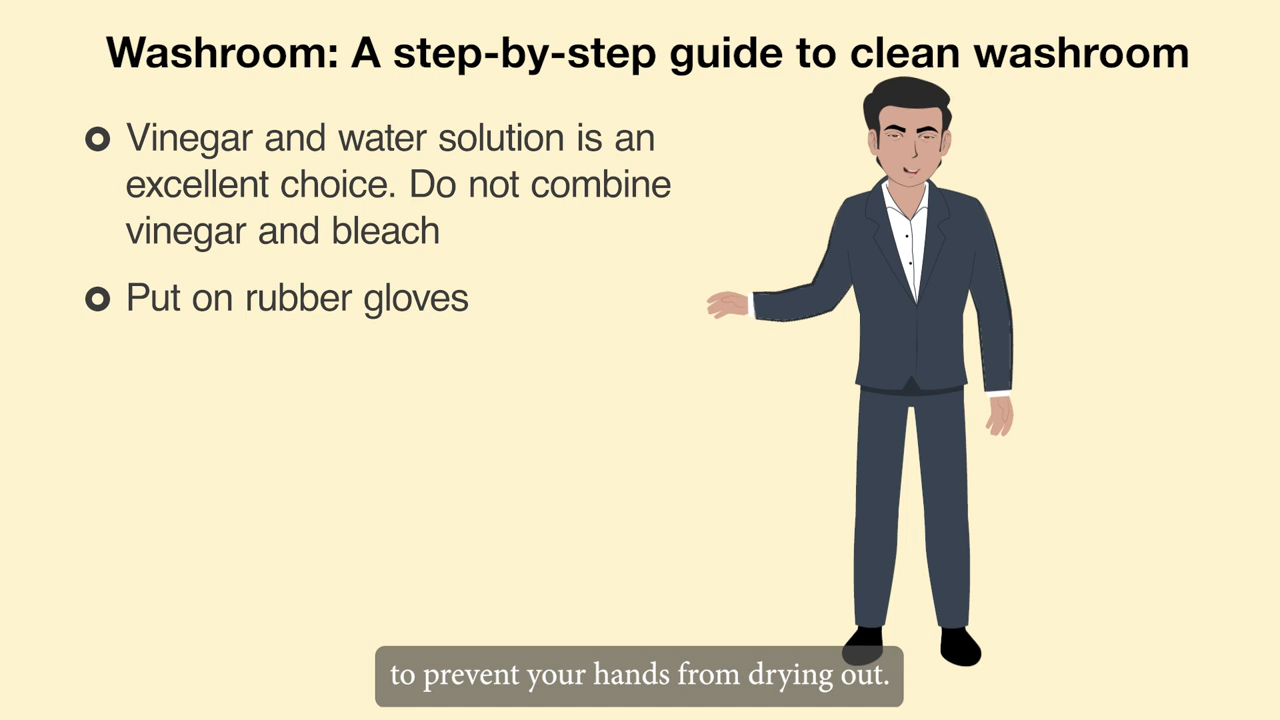 Washroom: A step-by-step guide to clean washroom
Vinegar and water solution is an
excellent choice. Do not combine
vinegar and bleach
Put on rubber gloves
to prevent your hands from drying out.